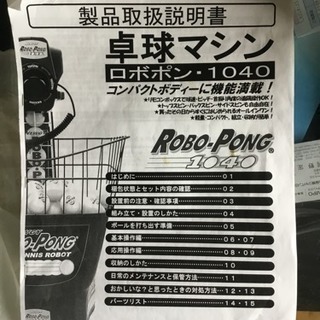 製品取扱説明書
卓球マシン
ロボポン・1040
コンパクトボディーに機能満載！
ROBO-PONG
1040
はじめに 01
梱包状態とセット内容の確認 02
設置前の注意・確認事項 03
組み立て・設置のしかた 04
ボールを打ち出す準備 05
基本操作編 06・07
応用操作編 08・09
収納のしかた 10
日常のメンテナンスと保管方法 11
おかしいな？と思ったときの対処方法 12・13
パーツリスト 14・15
ROBO-PONG
NNIS ROBOT